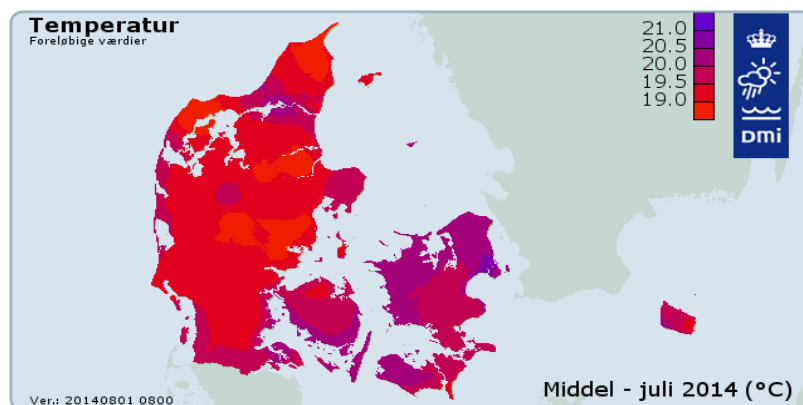 Temperatur
Foreløbige værdier
21.0
20.5
20.0
19.5
19.0
DMI
Middel - juli 2014 (°C)
Ver.: 20140801 0800